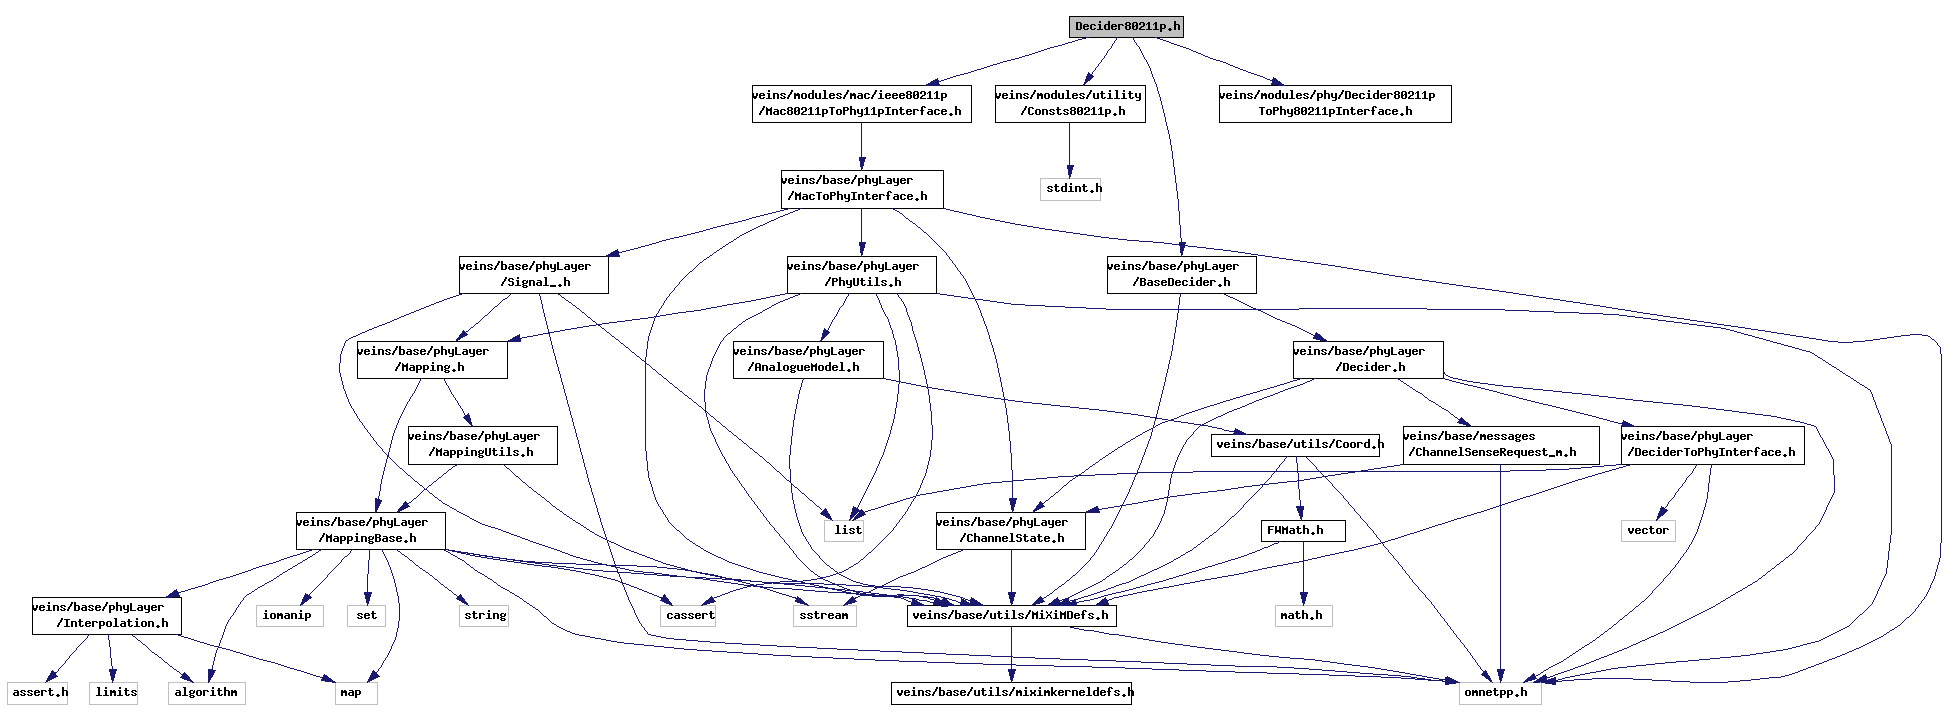 Decider80211p.h
veins/modules/mac/ieee80211p
/Mac80211pToPhy11pInterface.h
veins/modules/utility
/Consts80211p.h
veins/modules/phy/Decider80211p
ToPhy80211pInterface.h
veins/base/phyLayer
/MacToPhyInterface.h
stdint.h
veins/base/phyLayer
/Signal_.h
veins/base/phyLayer
/PhyUtils.h
veins/base/phyLayer
/BaseDecider.h
veins/base/phyLayer
/Mapping.h
veins/base/phyLayer
/AnalogueModel.h
veins/base/phyLayer
/Decider.h
veins/base/phyLayer
/MappingUtils.h
veins/base/utils/Coord.h
veins/base/messages
/ChannelSenseRequest_m.h
veins/base/phyLayer
/DeciderToPhyInterface.h
veins/base/phyLayer
/MappingBase.h
list
veins/base/phyLayer
/ChannelState.h
FWMath.h
vector
veins/base/phyLayer
/Interpolation.h
iomanip
set
string
cassert
sstream
veins/base/utils/MiXiMDefs.h
math.h
assert.h
limits
algorithm
map
veins/base/utils/miximkerneldefs.h
omnetpp.h